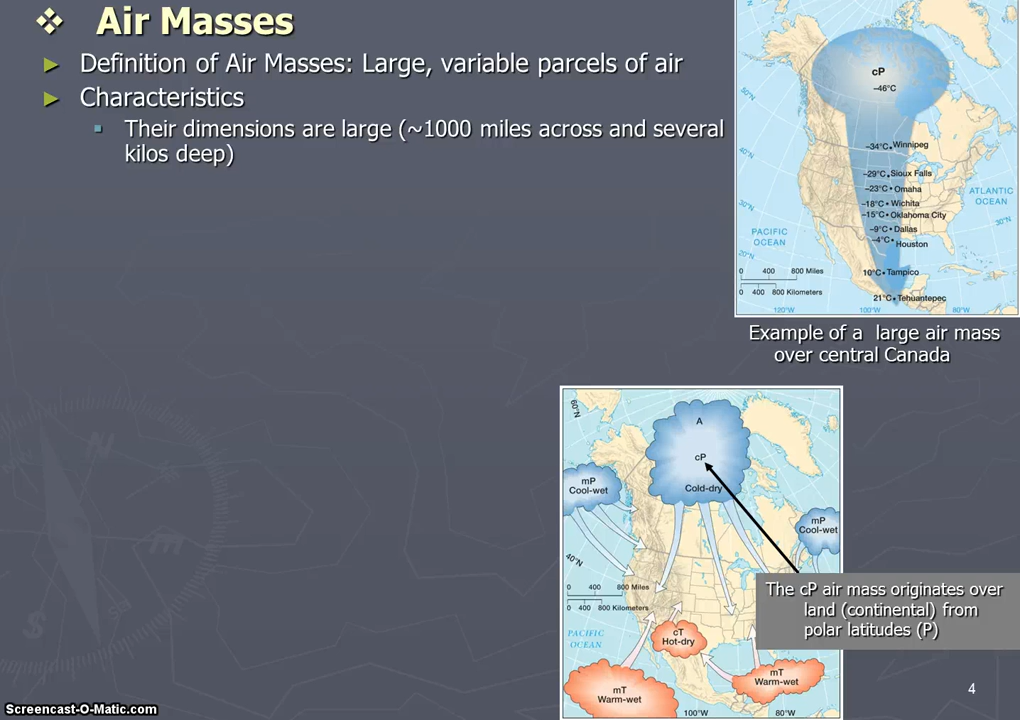 Air Masses
Definition of Air Masses: Large, variable parcels of air
Characteristics
Their dimensions are large (~1000 miles across and several
kilos deep)
cP
–46°C
–34°C Winnipeg
–29°C Sioux Falls
–23°C Omaha
–18°C Wichita
–15°C Oklahoma City
–9°C Dallas
–4°C
Houston
10°C Tampico
21°C Tehuantepec
50°N
40°N
30°N
20°N
ATLANTIC
OCEAN
30°N
PACIFIC
OCEAN
0 400 800 Miles
0 400 800 Kilometers
120°W 100°W 80°W
Example of a large air mass
over central Canada
60°N
A
cP
Cold-dry
mP
Cool-wet
mP
Cool-wet
40°N
0 400 800 Miles
0 400 800 Kilometers
The cP air mass originates over
land (continental) from
polar latitudes (P)
PACIFIC
OCEAN
cT
Hot-dry
mT
Warm-wet
mT
Warm-wet
100°W 80°W
4
N
S
Screencast-O-Matic.com